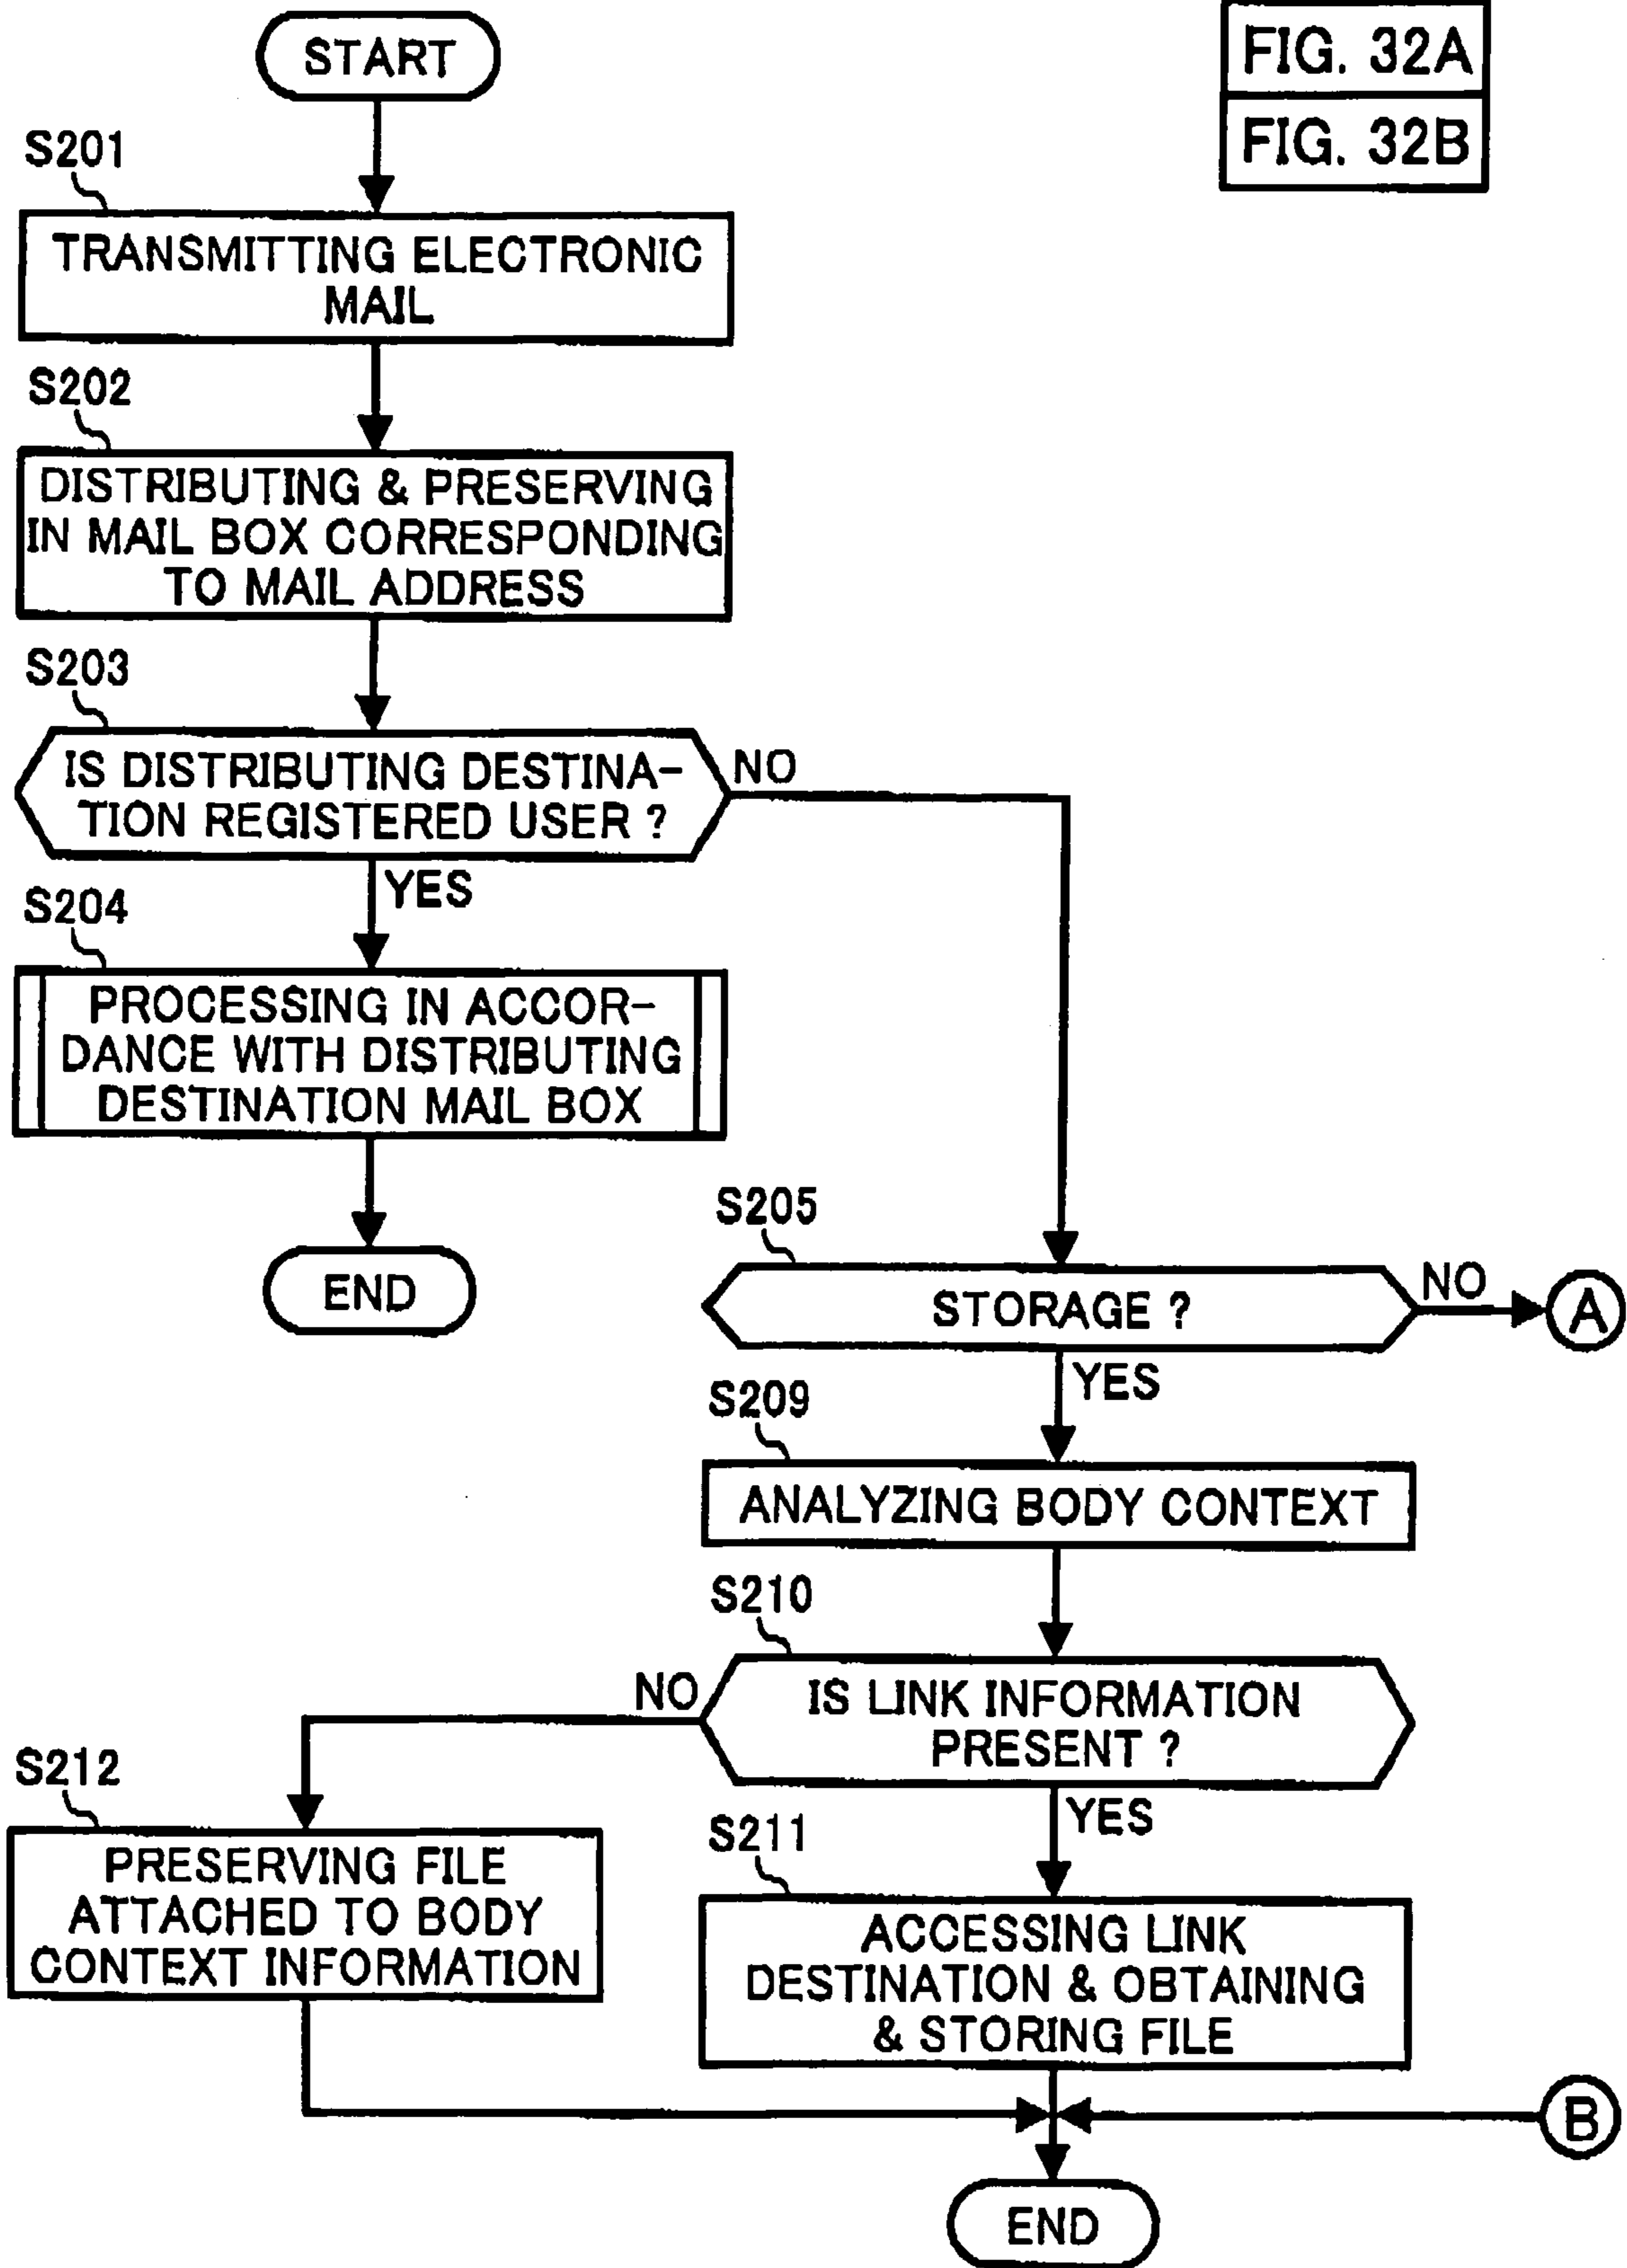 FIG. 32A
FIG. 32B
START
S201
TRANSMITTING ELECTRONIC
MAIL
S202
DISTRIBUTING & PRESERVING
IN MAIL BOX CORRESPONDING
TO MAIL ADDRESS
S203
IS DISTRIBUTING DESTINA-
TION REGISTERED USER ?
NO
YES
S204
PROCESSING IN ACCOR-
DANCE WITH DISTRIBUTING
DESTINATION MAIL BOX
END
S205
STORAGE ?
NO
A
YES
S209
ANALYZING BODY CONTEXT
S210
IS LINK INFORMATION
PRESENT ?
NO
YES
S212
PRESERVING FILE
ATTACHED TO BODY
CONTEXT INFORMATION
S211
ACCESSING LINK
DESTINATION & OBTAINING
& STORING FILE
B
END